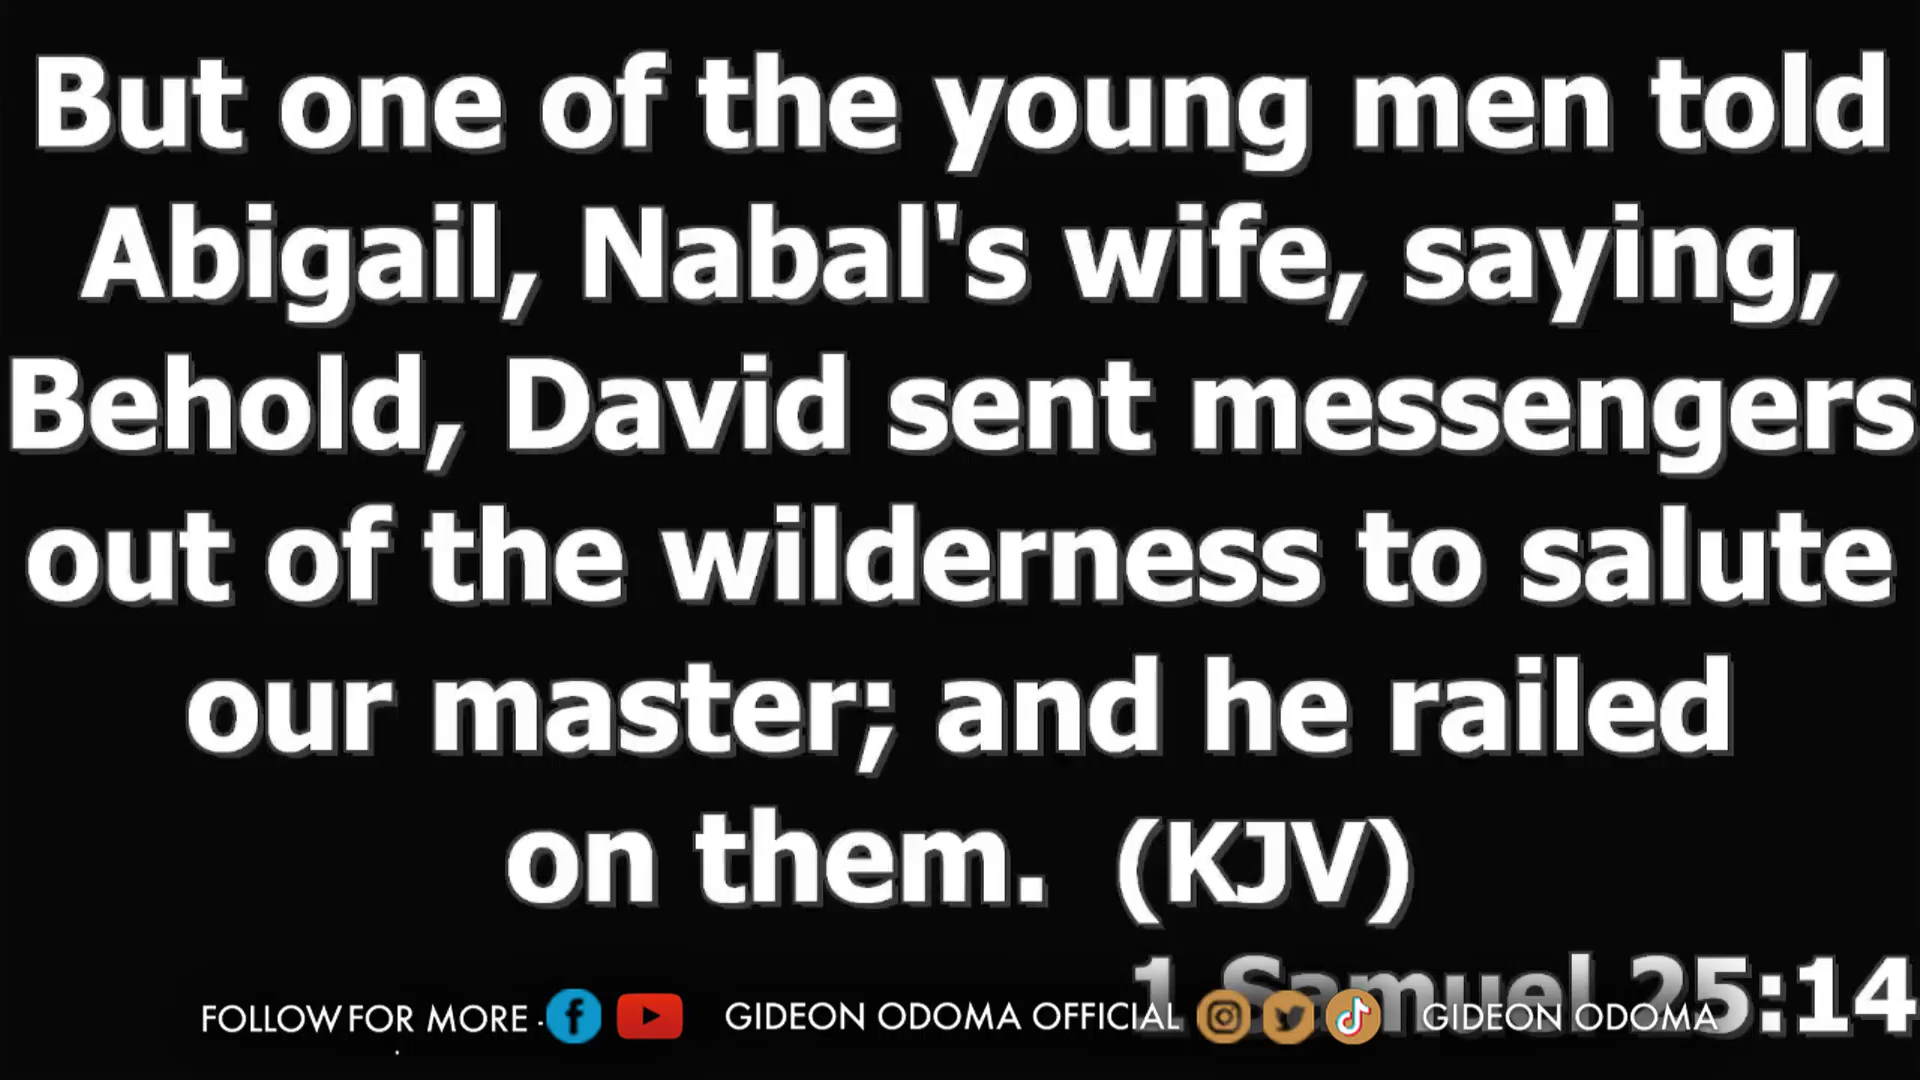 But one of the young men told
Abigail, Nabal's wife, saying,
Behold, David sent messengers
out of the wilderness to salute
our master; and he railed
on them. (KJV)
1 Samuel 25:14
FOLLOW FOR MORE - GIDEON ODOMA OFFICIAL GIDEON ODOMA